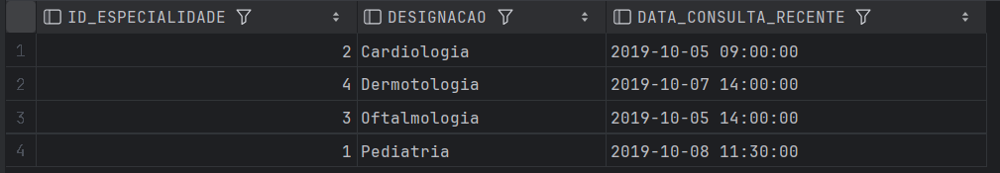 ID_ESPECIALIDADE DESIGNACAO DATA_CONSULTA_RECENTE
1 2 Cardiologia 2019-10-05 09:00:00
2 4 Dermotologia 2019-10-07 14:00:00
3 3 Oftalmologia 2019-10-05 14:00:00
4 1 Pediatria 2019-10-08 11:30:00